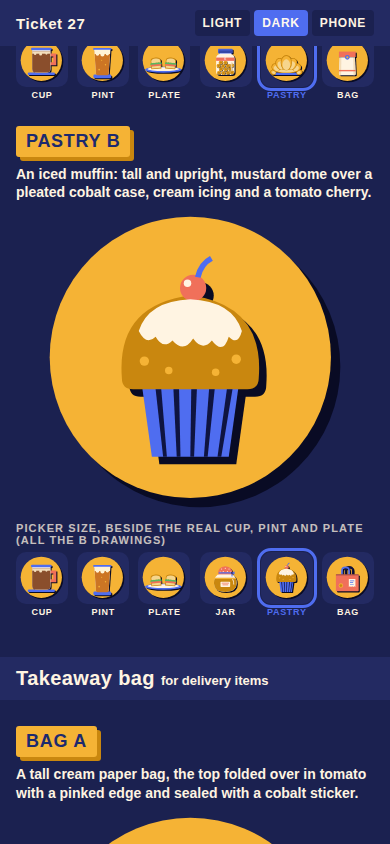 Ticket 27
LIGHT DARK PHONE
CUP PINT PLATE JAR PASTRY BAG
PASTRY B
An iced muffin: tall and upright, mustard dome over a
pleated cobalt case, cream icing and a tomato cherry.
PICKER SIZE, BESIDE THE REAL CUP, PINT AND PLATE
(ALL THE B DRAWINGS)
CUP PINT PLATE JAR PASTRY BAG
Takeaway bag for delivery items
BAG A
A tall cream paper bag, the top folded over in tomato
with a pinked edge and sealed with a cobalt sticker.